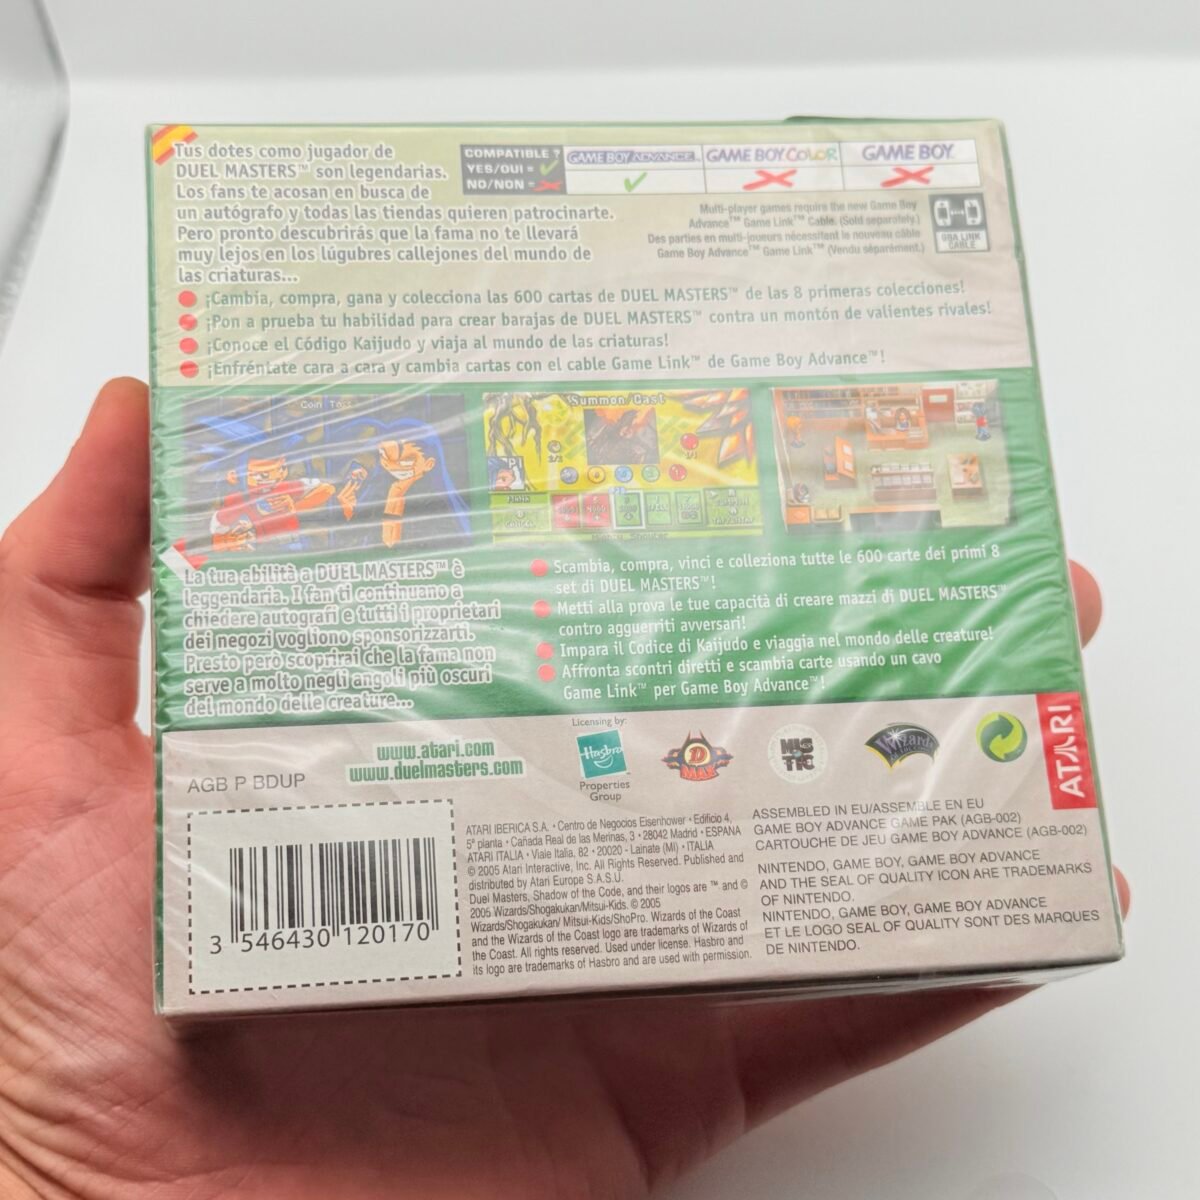 Tus dotes como jugador de
DUEL MASTERS™ son legendarias.
Los fans te acosan en busca de
un autógrafo y todas las tiendas quieren patrocinarte.
Pero pronto descubrirás que la fama no te llevará
muy lejos en los lúgubres callejones del mundo de
las criaturas...
COMPATIBLE ?
YES/OUI =
NO/NON =
GAME BOY ADVANCE
GAME BOY COLOR
GAME BOY
Multi-player games require the new Game Boy
Advance™ Game Link™ Cable. (Sold separately.)
Des parties en multi-joueurs nécessitent le nouveau câble
Game Boy Advance™ Game Link™ (Vendu séparément.)
GBA LINK
CABLE
¡Cambia, compra, gana y colecciona las 600 cartas de DUEL MASTERS™ de las 8 primeras colecciones!
¡Pon a prueba tu habilidad para crear barajas de DUEL MASTERS™ contra un montón de valientes rivales!
¡Conoce el Código Kaijudo y viaja al mundo de las criaturas!
¡Enfréntate cara a cara y cambia cartas con el cable Game Link™ de Game Boy Advance™!
Coin Toss
Summon/Cast
P1
La tua abilità a DUEL MASTERS™ è
leggendaria. I fan ti continuano a
chiedere autografi e tutti i proprietari
dei negozi vogliono sponsorizzarti.
Presto però scoprirai che la fama non
serve a molto negli angoli più oscuri
del mondo delle creature...
Scambia, compra, vinci e colleziona tutte le 600 carte dei primi 8
set di DUEL MASTERS™!
Metti alla prova le tue capacità di creare mazzi di DUEL MASTERS™
contro agguerriti avversari!
Impara il Codice di Kaijudo e viaggia nel mondo delle creature!
Affronta scontri diretti e scambia carte usando un cavo
Game Link™ per Game Boy Advance™!
www.atari.com
www.duelmasters.com
Licensing by:
Hasbro
Properties
Group
D
MAX
MIS
TIC
Wizards
ATARI
AGB P BDUP
3 546430 120170
ATARI IBERICA S.A. • Centro de Negocios Eisenhower • Edificio 4,
5ª planta • Cañada Real de las Merinas, 3 • 28042 Madrid • ESPANA
ATARI ITALIA • Viale Italia, 82 • 20020 - Lainate (MI) • ITALIA
© 2005 Atari Interactive, Inc. All Rights Reserved. Published and
distributed by Atari Europe S.A.S.U.
Duel Masters, Shadow of the Code, and their logos are ™ and ©
2005 Wizards/Shogakukan/Mitsui-Kids. © 2005
Wizards/Shogakukan/ Mitsui-Kids/ShoPro. Wizards of the Coast
and the Wizards of the Coast logo are trademarks of Wizards of
the Coast. All rights reserved. Used under license. Hasbro and
its logo are trademarks of Hasbro and are used with permission.
ASSEMBLED IN EU/ASSEMBLE EN EU
GAME BOY ADVANCE GAME PAK (AGB-002)
CARTOUCHE DE JEU GAME BOY ADVANCE (AGB-002)
NINTENDO, GAME BOY, GAME BOY ADVANCE
AND THE SEAL OF QUALITY ICON ARE TRADEMARKS
OF NINTENDO.
NINTENDO, GAME BOY, GAME BOY ADVANCE
ET LE LOGO SEAL OF QUALITY SONT DES MARQUES
DE NINTENDO.